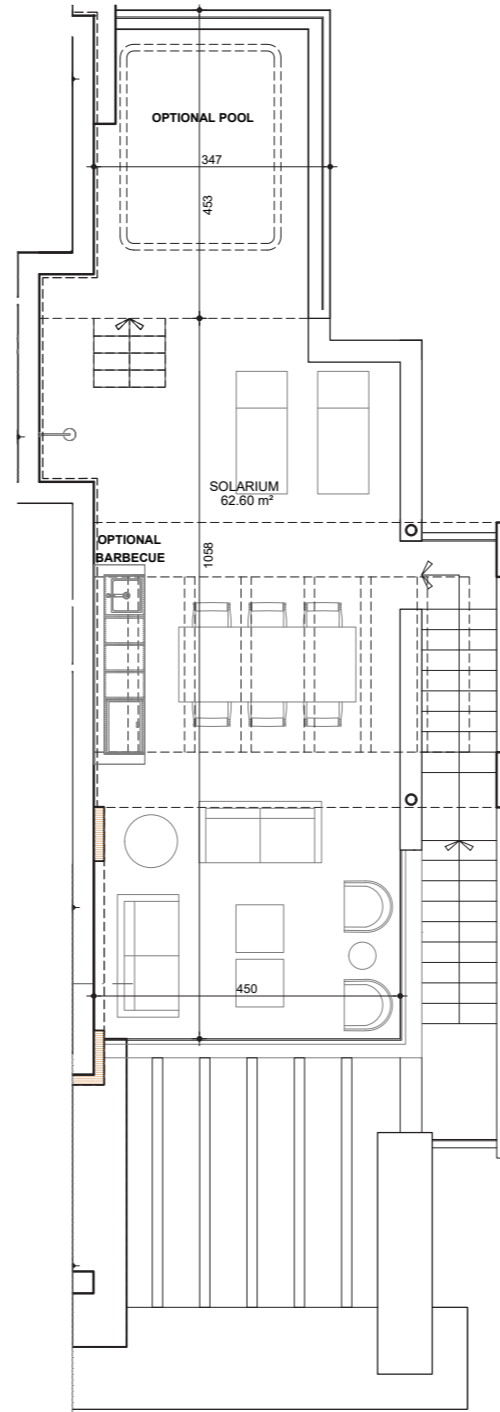 OPTIONAL POOL
347
453
SOLARIUM
62.60 m²
OPTIONAL
BARBECUE
1058
450